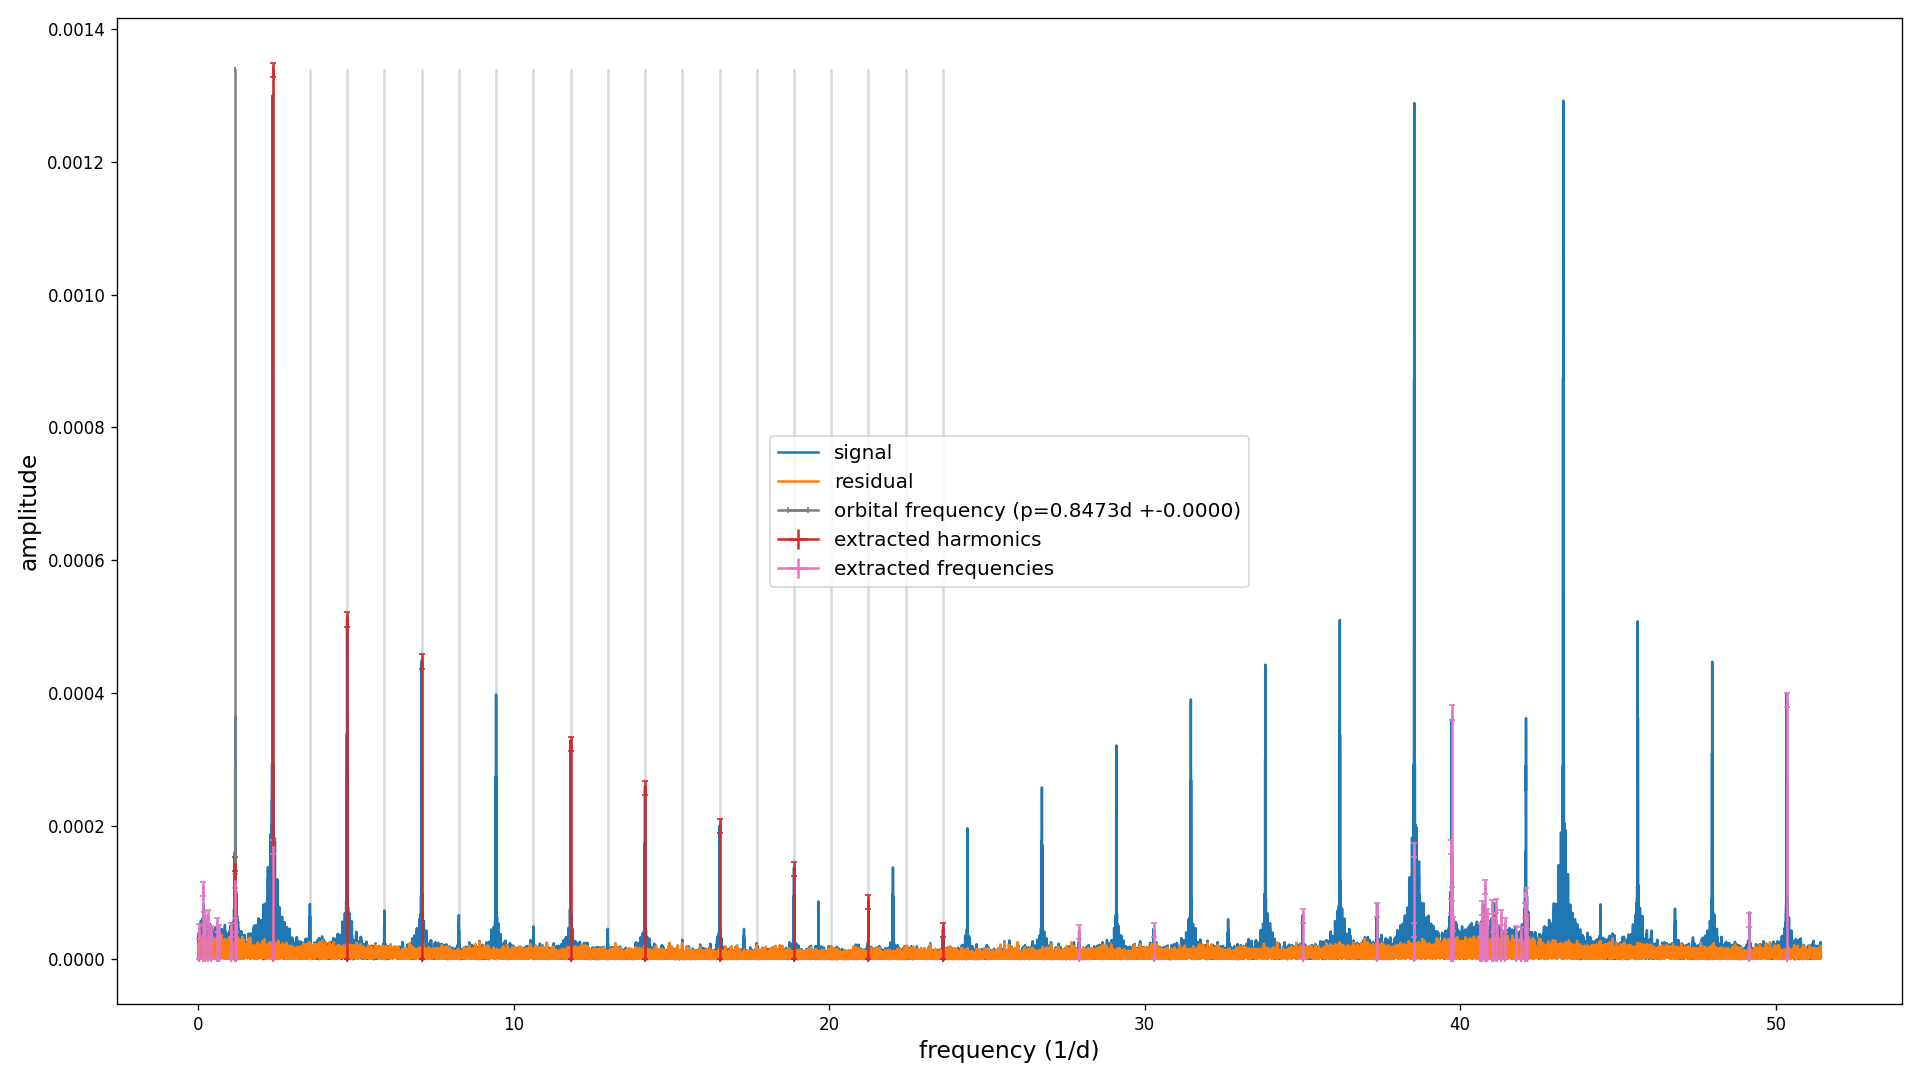 0.0014
0.0012
0.0010
0.0008
0.0006
0.0004
0.0002
0.0000
amplitude
signal
residual
orbital frequency (p=0.8473d +-0.0000)
extracted harmonics
extracted frequencies
0 10 20 30 40 50
frequency (1/d)